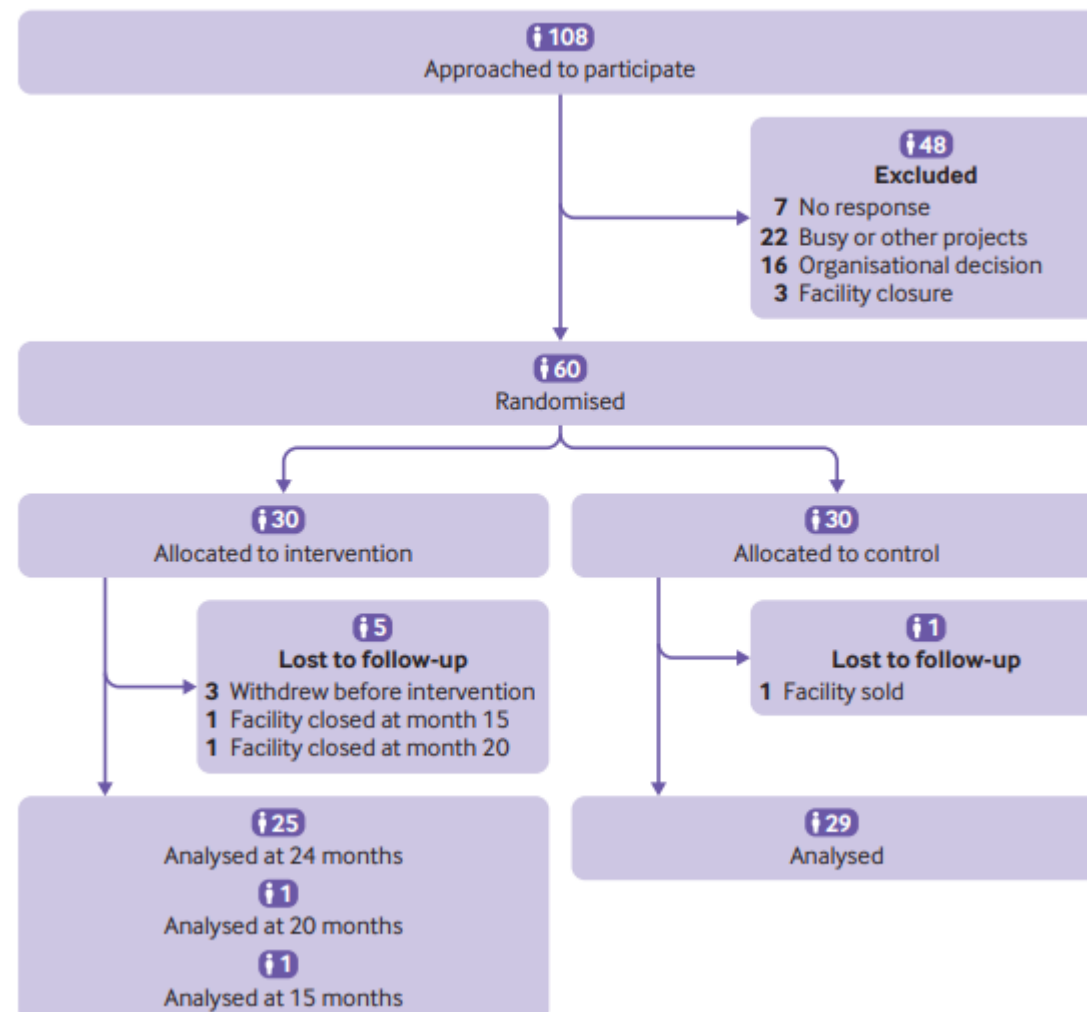 108
Approached to participate
48
Excluded
7 No response
22 Busy or other projects
16 Organisational decision
3 Facility closure
60
Randomised
30
Allocated to intervention
30
Allocated to control
5
Lost to follow-up
3 Withdrew before intervention
1 Facility closed at month 15
1 Facility closed at month 20
1
Lost to follow-up
1 Facility sold
25
Analysed at 24 months
1
Analysed at 20 months
1
Analysed at 15 months
29
Analysed